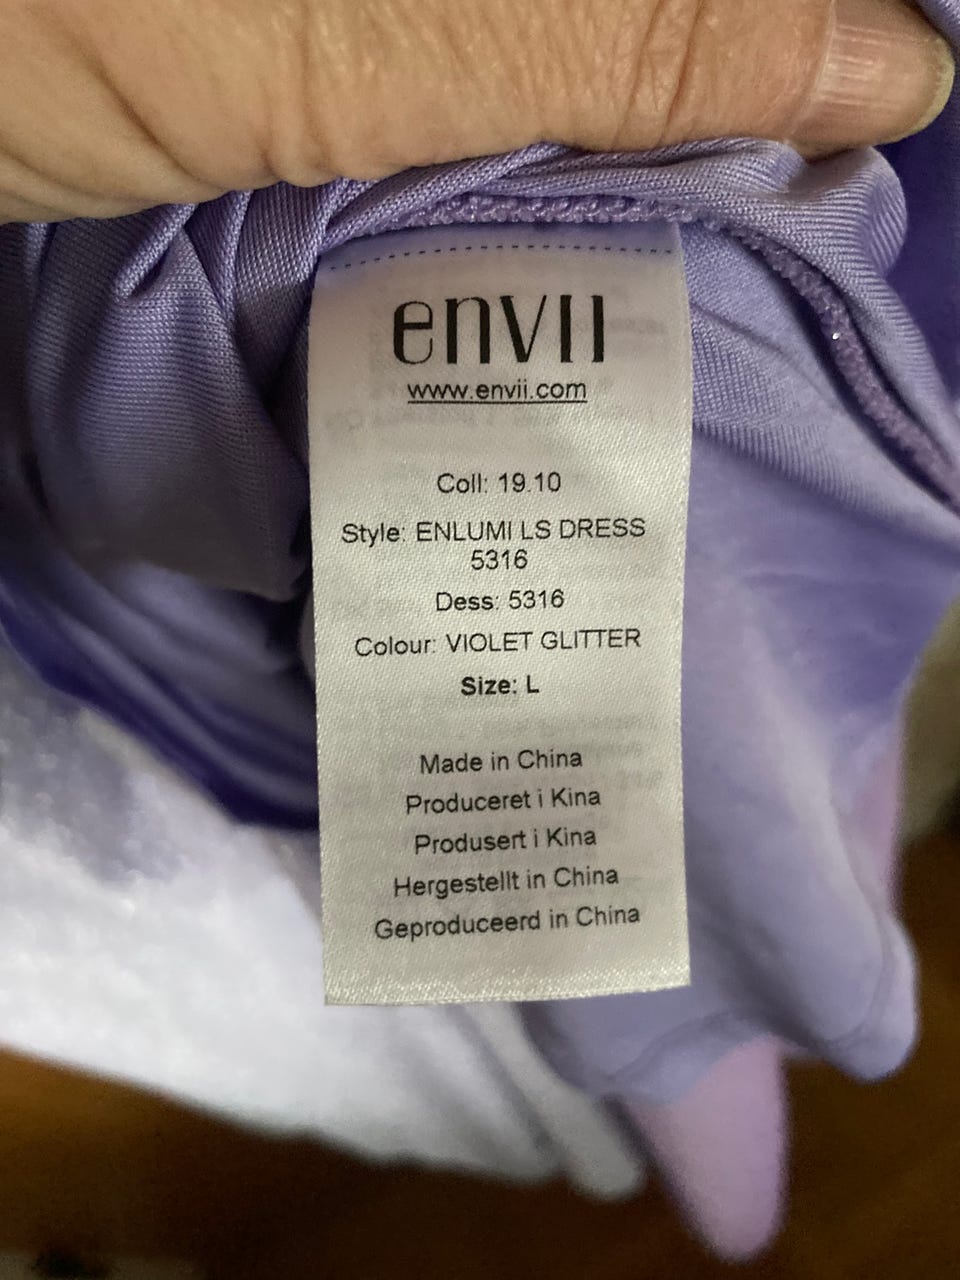 envii
www.envii.com
Coll: 19.10
Style: ENLUMI LS DRESS
5316
Dess: 5316
Colour: VIOLET GLITTER
Size: L
Made in China
Produceret i Kina
Produsert i Kina
Hergestellt in China
Geproduceerd in China